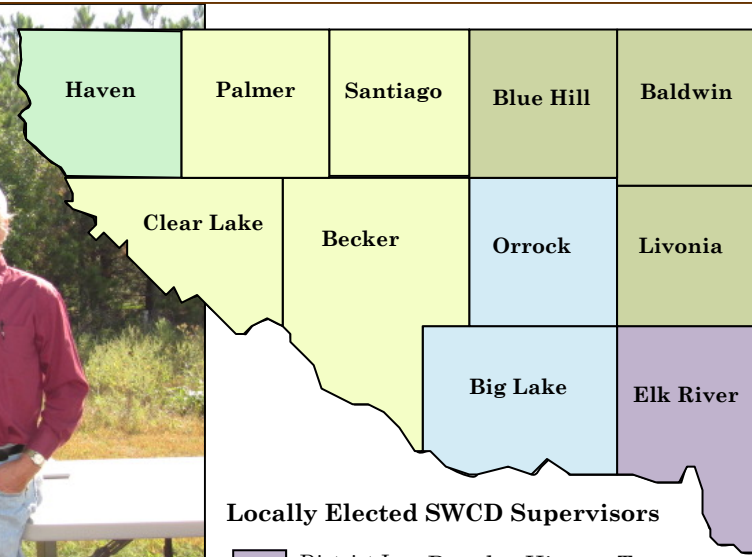 Haven Palmer Santiago Blue Hill Baldwin
Clear Lake Becker Orrock Livonia
Big Lake Elk River
Locally Elected SWCD Supervisors
District I